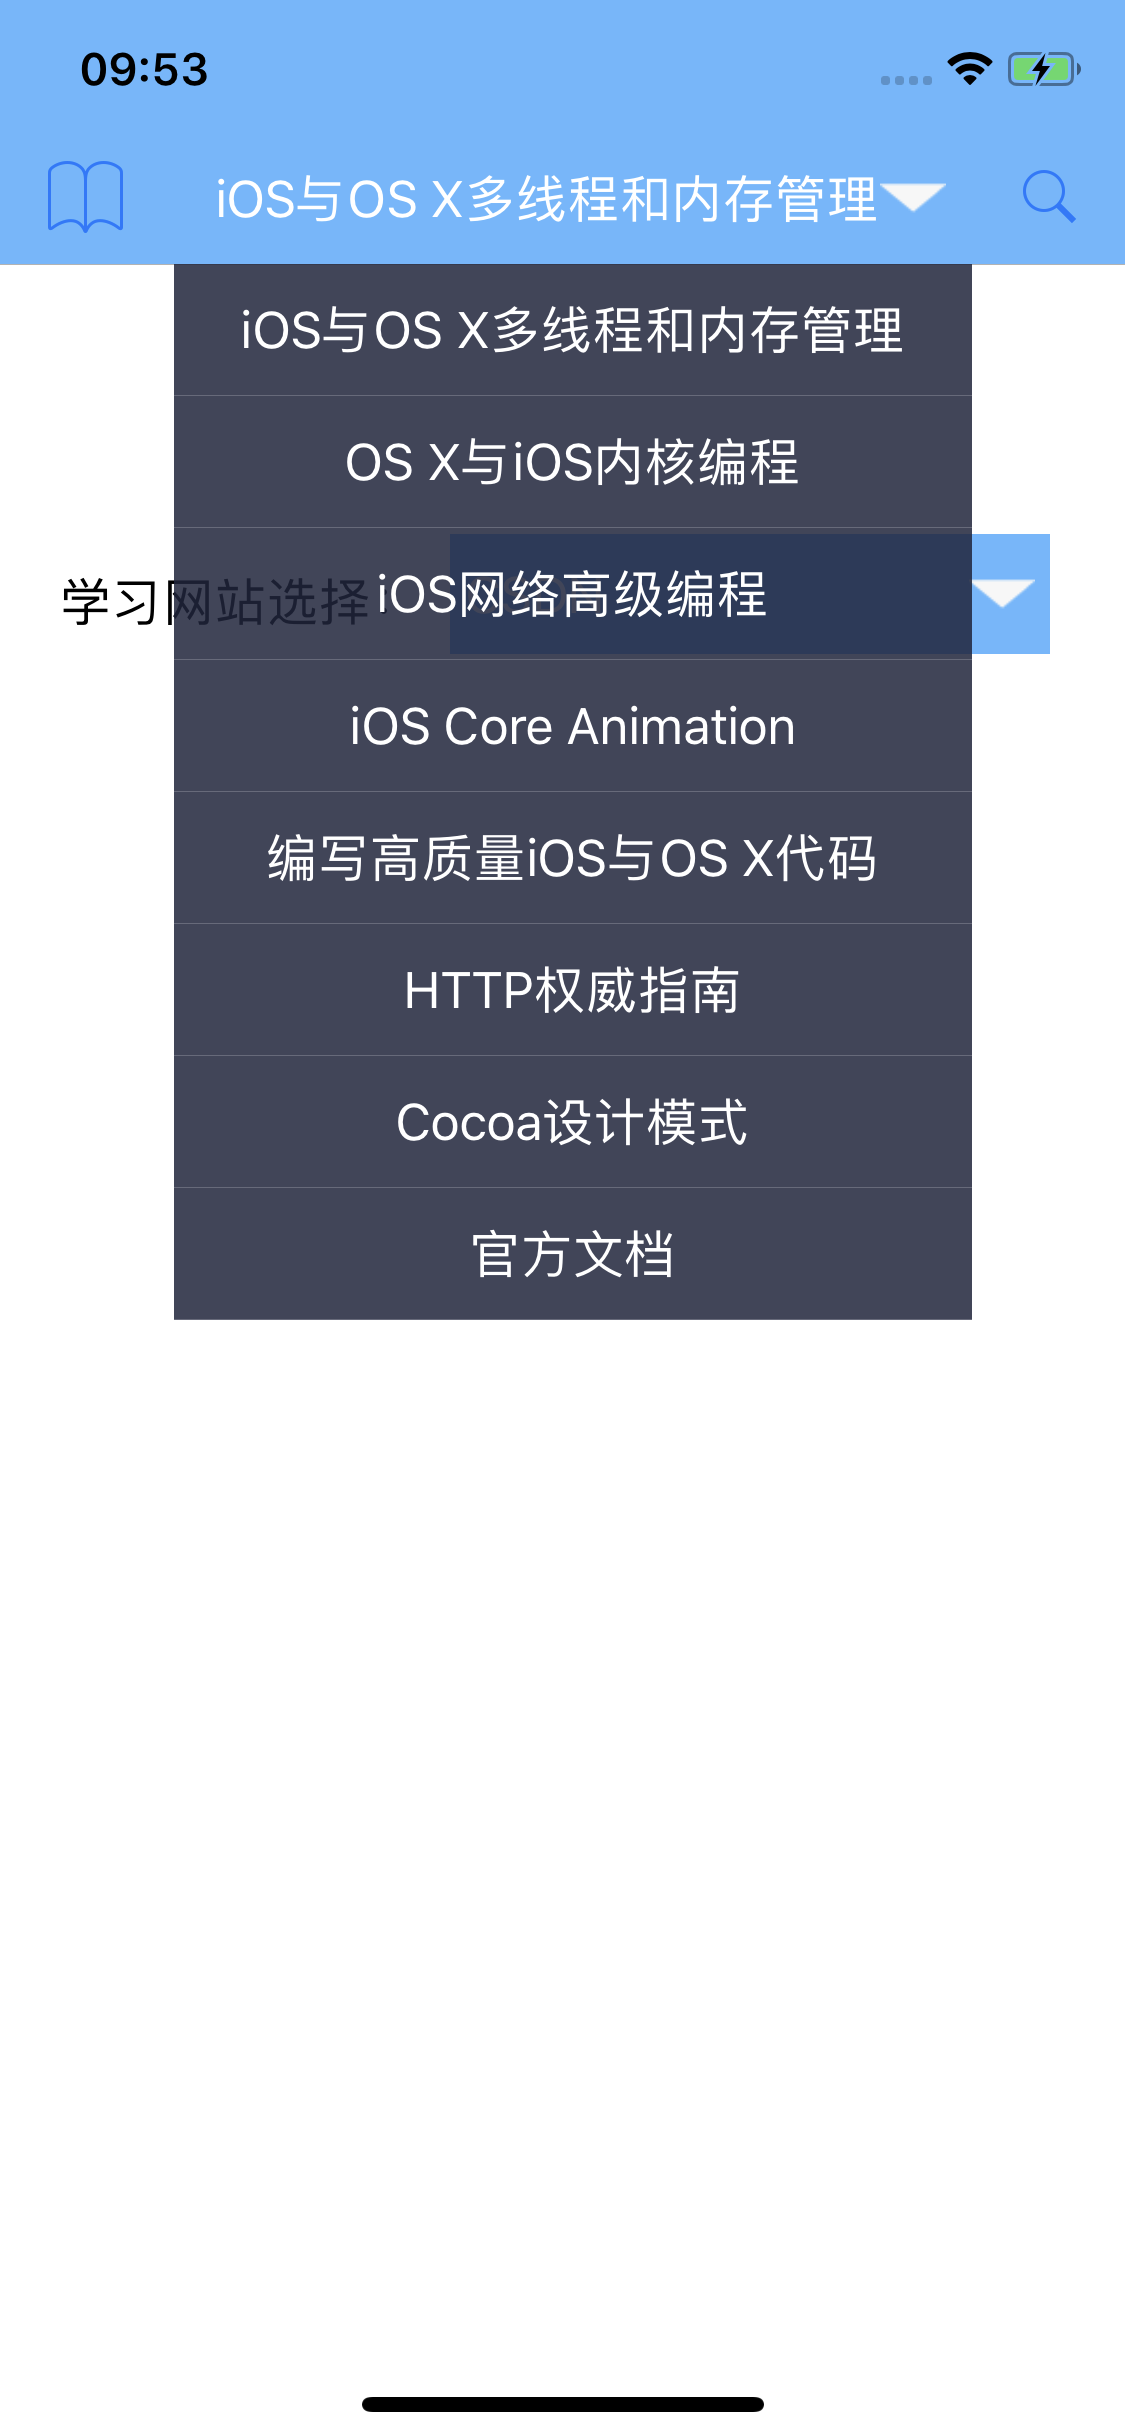 09:53
iOS与OS X多线程和内存管理
iOS与OS X多线程和内存管理
OS X与iOS内核编程
学习网站选择:
iOS网络高级编程
iOS Core Animation
编写高质量iOS与OS X代码
HTTP权威指南
Cocoa设计模式
官方文档